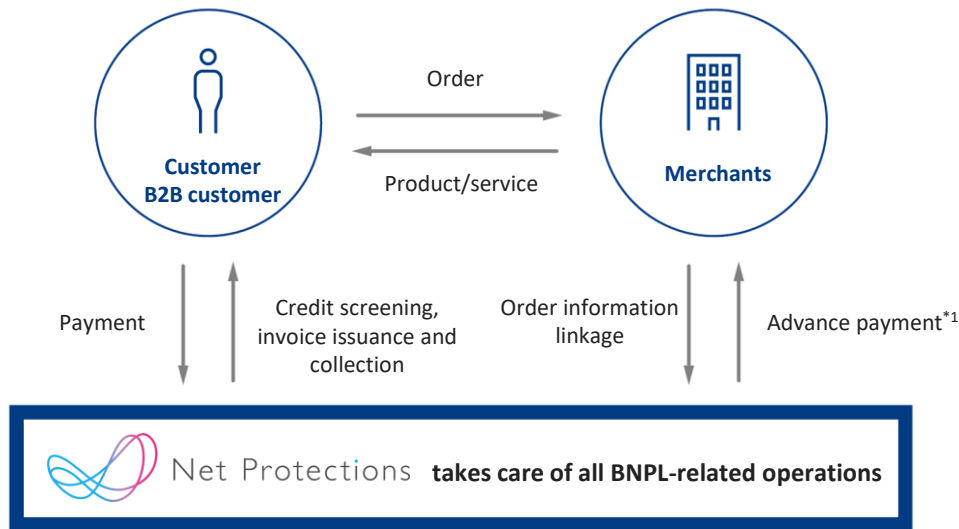 Order
Customer
B2B customer
Product/service
Merchants
Payment
Credit screening,
invoice issuance and
collection
Order information
linkage
Advance payment*1
Net Protections takes care of all BNPL-related operations